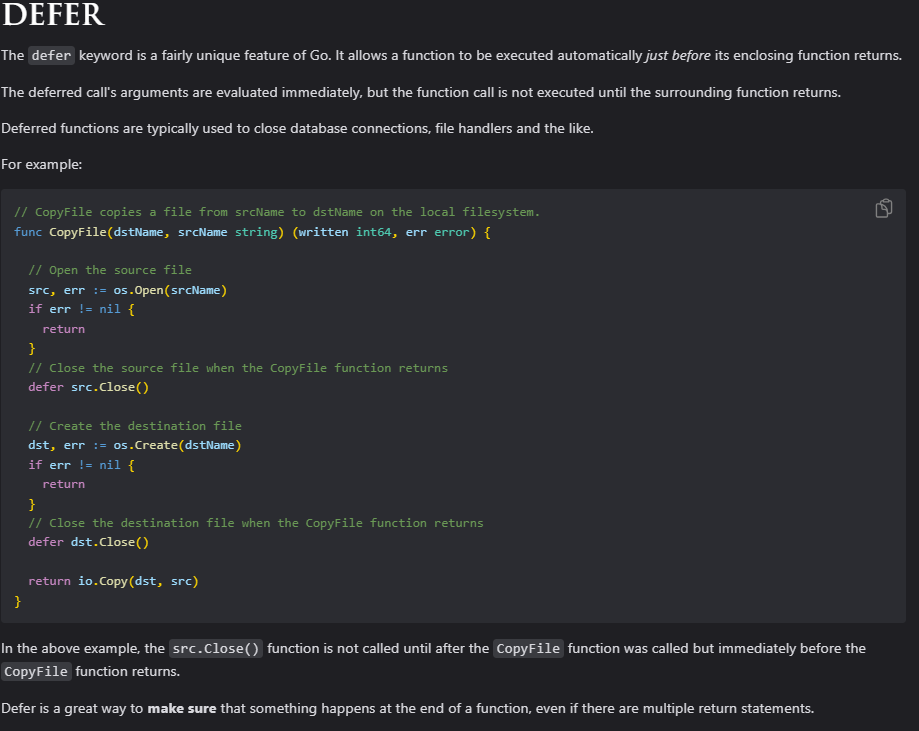 DEFER
The defer keyword is a fairly unique feature of Go. It allows a function to be executed automatically just before its enclosing function returns.
The deferred call's arguments are evaluated immediately, but the function call is not executed until the surrounding function returns.
Deferred functions are typically used to close database connections, file handlers and the like.
For example:
// CopyFile copies a file from srcName to dstName on the local filesystem.
func CopyFile(dstName, srcName string) (written int64, err error) {
  // Open the source file
  src, err := os.Open(srcName)
  if err != nil {
    return
  }
  // Close the source file when the CopyFile function returns
  defer src.Close()
  // Create the destination file
  dst, err := os.Create(dstName)
  if err != nil {
    return
  }
  // Close the destination file when the CopyFile function returns
  defer dst.Close()
  return io.Copy(dst, src)
}
In the above example, the src.Close() function is not called until after the CopyFile function was called but immediately before the
CopyFile function returns.
Defer is a great way to make sure that something happens at the end of a function, even if there are multiple return statements.